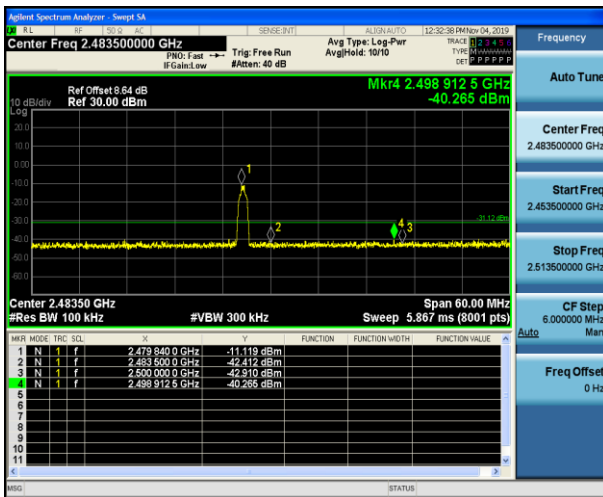 Agilent Spectrum Analyzer - Swept SA
RL RF 50 Ω AC SENSE:INT ALIGN AUTO 12:32:38 PM Nov 04, 2019
Center Freq 2.483500000 GHz
PNO: Fast
IFGain:Low
Trig: Free Run
#Atten: 40 dB
Avg Type: Log-Pwr
Avg|Hold: 10/10
TRACE 1 2 3 4 5 6
TYPE M
DET P P P P P P
Mkr4 2.498 912 5 GHz
-40.265 dBm
10 dB/div
Log
Ref Offset 8.64 dB
Ref 30.00 dBm
20.0
10.0
0.00
-10.0
-20.0
-30.0
-40.0
-50.0
-60.0
1
2
4
3
-31.12 dBm
Center 2.48350 GHz
#Res BW 100 kHz
#VBW 300 kHz
Span 60.00 MHz
Sweep 5.867 ms (8001 pts)
MKR MODE TRC SCL X Y FUNCTION FUNCTION WIDTH FUNCTION VALUE
1 N 1 f 2.479 840 0 GHz -11.119 dBm
2 N 1 f 2.483 500 0 GHz -42.412 dBm
3 N 1 f 2.500 000 0 GHz -42.910 dBm
4 N 1 f 2.498 912 5 GHz -40.265 dBm
5
6
7
8
9
10
11
MSG STATUS
Frequency
Auto Tune
Center Freq
2.483500000 GHz
Start Freq
2.453500000 GHz
Stop Freq
2.513500000 GHz
CF Step
6.000000 MHz
Auto Man
Freq Offset
0 Hz